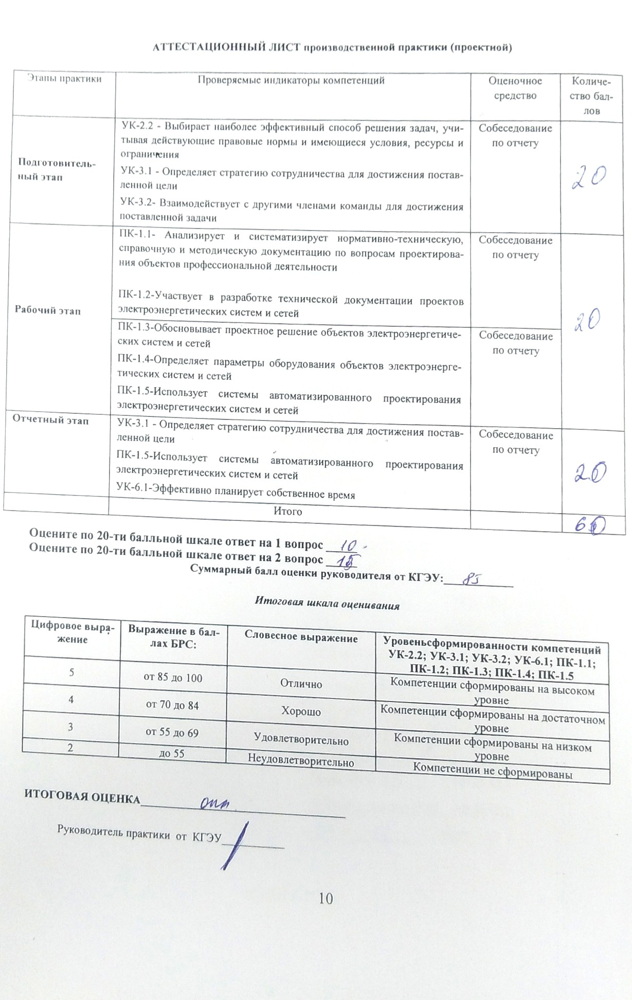 АТТЕСТАЦИОННЫЙ ЛИСТ производственной практики (проектной)
Этапы практики
Проверяемые индикаторы компетенций
Оценочное
средство
Количе-
ство бал-
лов
Подготовитель-
ный этап
УК-2.2 - Выбирает наиболее эффективный способ решения задач, учи-
тывая действующие правовые нормы и имеющиеся условия, ресурсы и
ограничения
УК-3.1 - Определяет стратегию сотрудничества для достижения постав-
ленной цели
УК-3.2- Взаимодействует с другими членами команды для достижения
поставленной задачи
Собеседование
по отчету
20
Рабочий этап
ПК-1.1- Анализирует и систематизирует нормативно-техническую,
справочную и методическую документацию по вопросам проектирова-
ния объектов профессиональной деятельности
ПК-1.2-Участвует в разработке технической документации проектов
электроэнергетических систем и сетей
Собеседование
по отчету
20
ПК-1.3-Обосновывает проектное решение объектов электроэнергетиче-
ских систем и сетей
ПК-1.4-Определяет параметры оборудования объектов электроэнерге-
тических систем и сетей
ПК-1.5-Использует системы автоматизированного проектирования
электроэнергетических систем и сетей
Собеседование
по отчету
Отчетный этап
УК-3.1 - Определяет стратегию сотрудничества для достижения постав-
ленной цели
ПК-1.5-Использует системы автоматизированного проектирования
электроэнергетических систем и сетей
УК-6.1-Эффективно планирует собственное время
Собеседование
по отчету
20
Итого
60
Оцените по 20-ти балльной шкале ответ на 1 вопрос 10
Оцените по 20-ти балльной шкале ответ на 2 вопрос 15
Суммарный балл оценки руководителя от КГЭУ: 85
Итоговая шкала оценивания
Цифровое выра-
жение
Выражение в бал-
лах БРС:
Словесное выражение
Уровеньсформированности компетенций
УК-2.2; УК-3.1; УК-3.2; УК-6.1; ПК-1.1;
ПК-1.2; ПК-1.3; ПК-1.4; ПК-1.5
5
от 85 до 100
Отлично
Компетенции сформированы на высоком
уровне
4
от 70 до 84
Хорошо
Компетенции сформированы на достаточном
уровне
3
от 55 до 69
Удовлетворительно
Компетенции сформированы на низком
уровне
2
до 55
Неудовлетворительно
Компетенции не сформированы
ИТОГОВАЯ ОЦЕНКА отл
Руководитель практики от КГЭУ
10